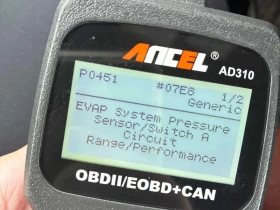 ANCEL®
AD310
P0451 #07E8 1/2
Generic
EVAP System Pressure
Sensor/Switch A
Circuit
Range/Performance
OBDII/EOBD+CAN